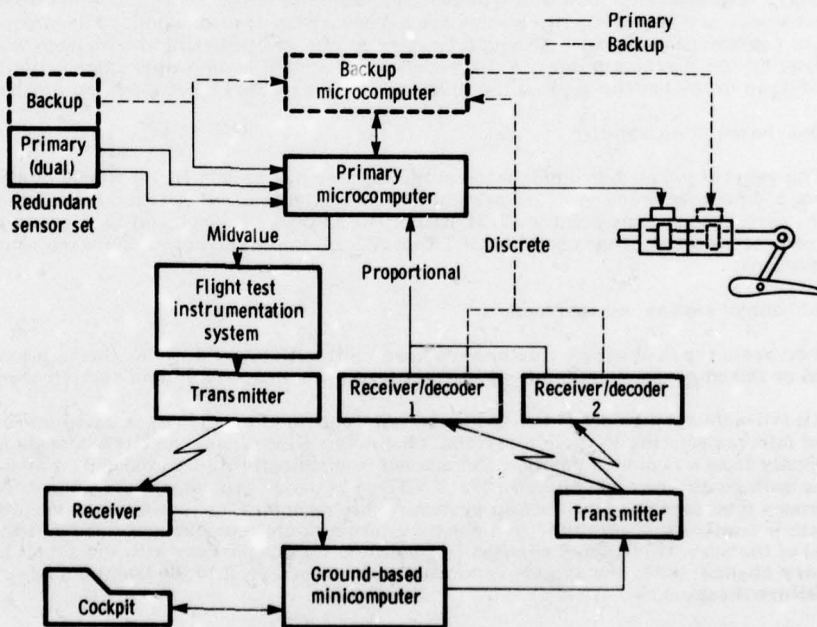 Primary
Backup
Backup
microcomputer
Backup
Primary
(dual)
Redundant
sensor set
Primary
microcomputer
Midvalue
Proportional
Discrete
Flight test
instrumentation
system
Transmitter
Receiver/decoder
1
Receiver/decoder
2
Receiver
Transmitter
Ground-based
minicomputer
Cockpit